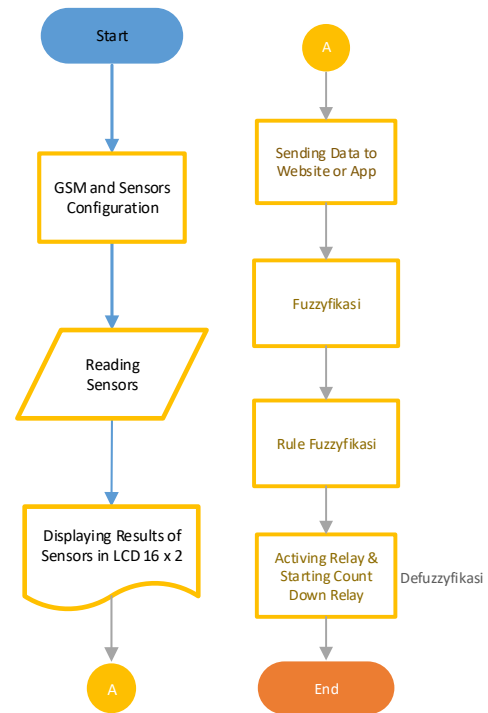 Start
GSM and Sensors
Configuration
Reading
Sensors
Displaying Results of
Sensors in LCD 16 x 2
A
A
Sending Data to
Website or App
Fuzzyfikasi
Rule Fuzzyfikasi
Activing Relay &
Starting Count
Down Relay
Defuzzyfikasi
End